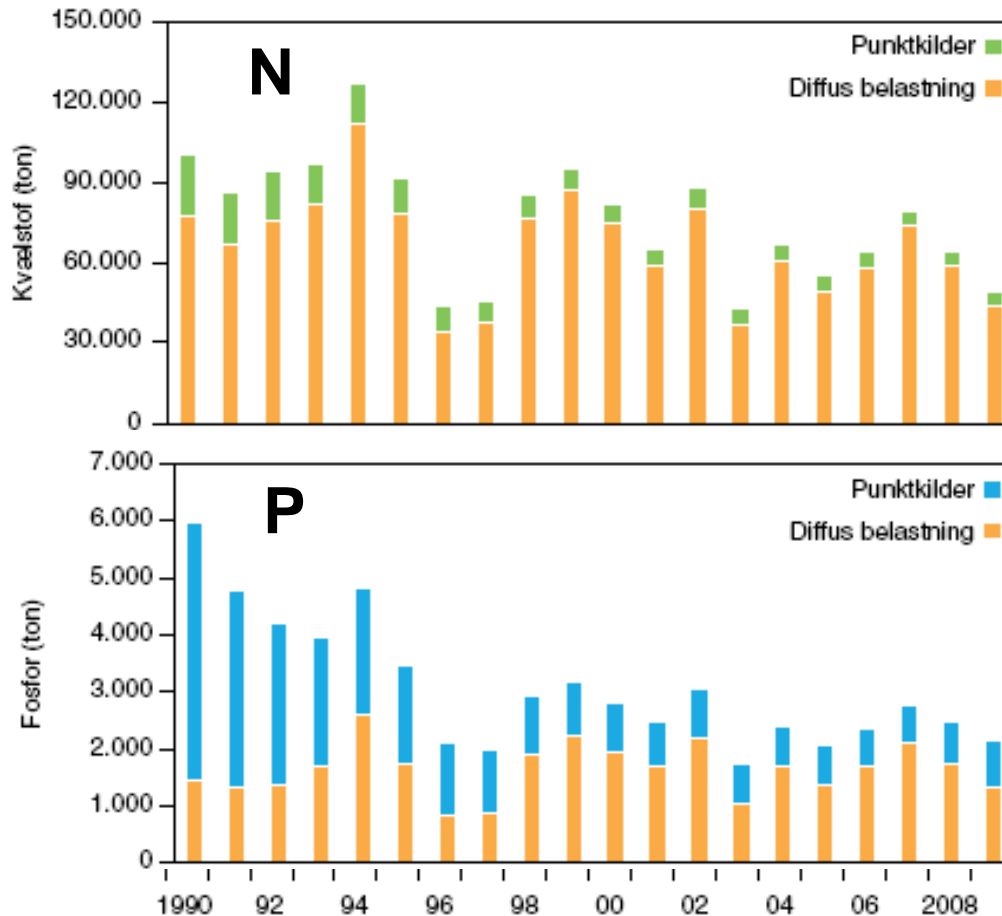 150.000
120.000
90.000
60.000
30.000
0
Kvælstof (ton)
N
Punktkilder
Diffus belastning
7.000
6.000
5.000
4.000
3.000
2.000
1.000
0
Fosfor (ton)
P
Punktkilder
Diffus belastning
1990 92 94 96 98 00 02 04 06 2008